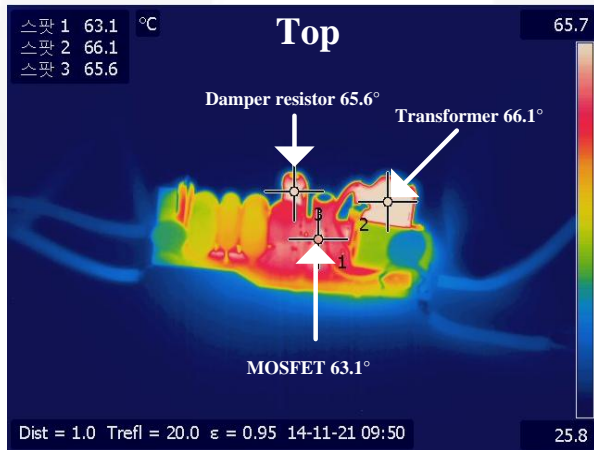 스팟 1 63.1 °C
스팟 2 66.1
스팟 3 65.6
Top
65.7
Damper resistor 65.6°
Transformer 66.1°
3
2
1
MOSFET 63.1°
Dist = 1.0 Trefl = 20.0 ε = 0.95 14-11-21 09:50
25.8